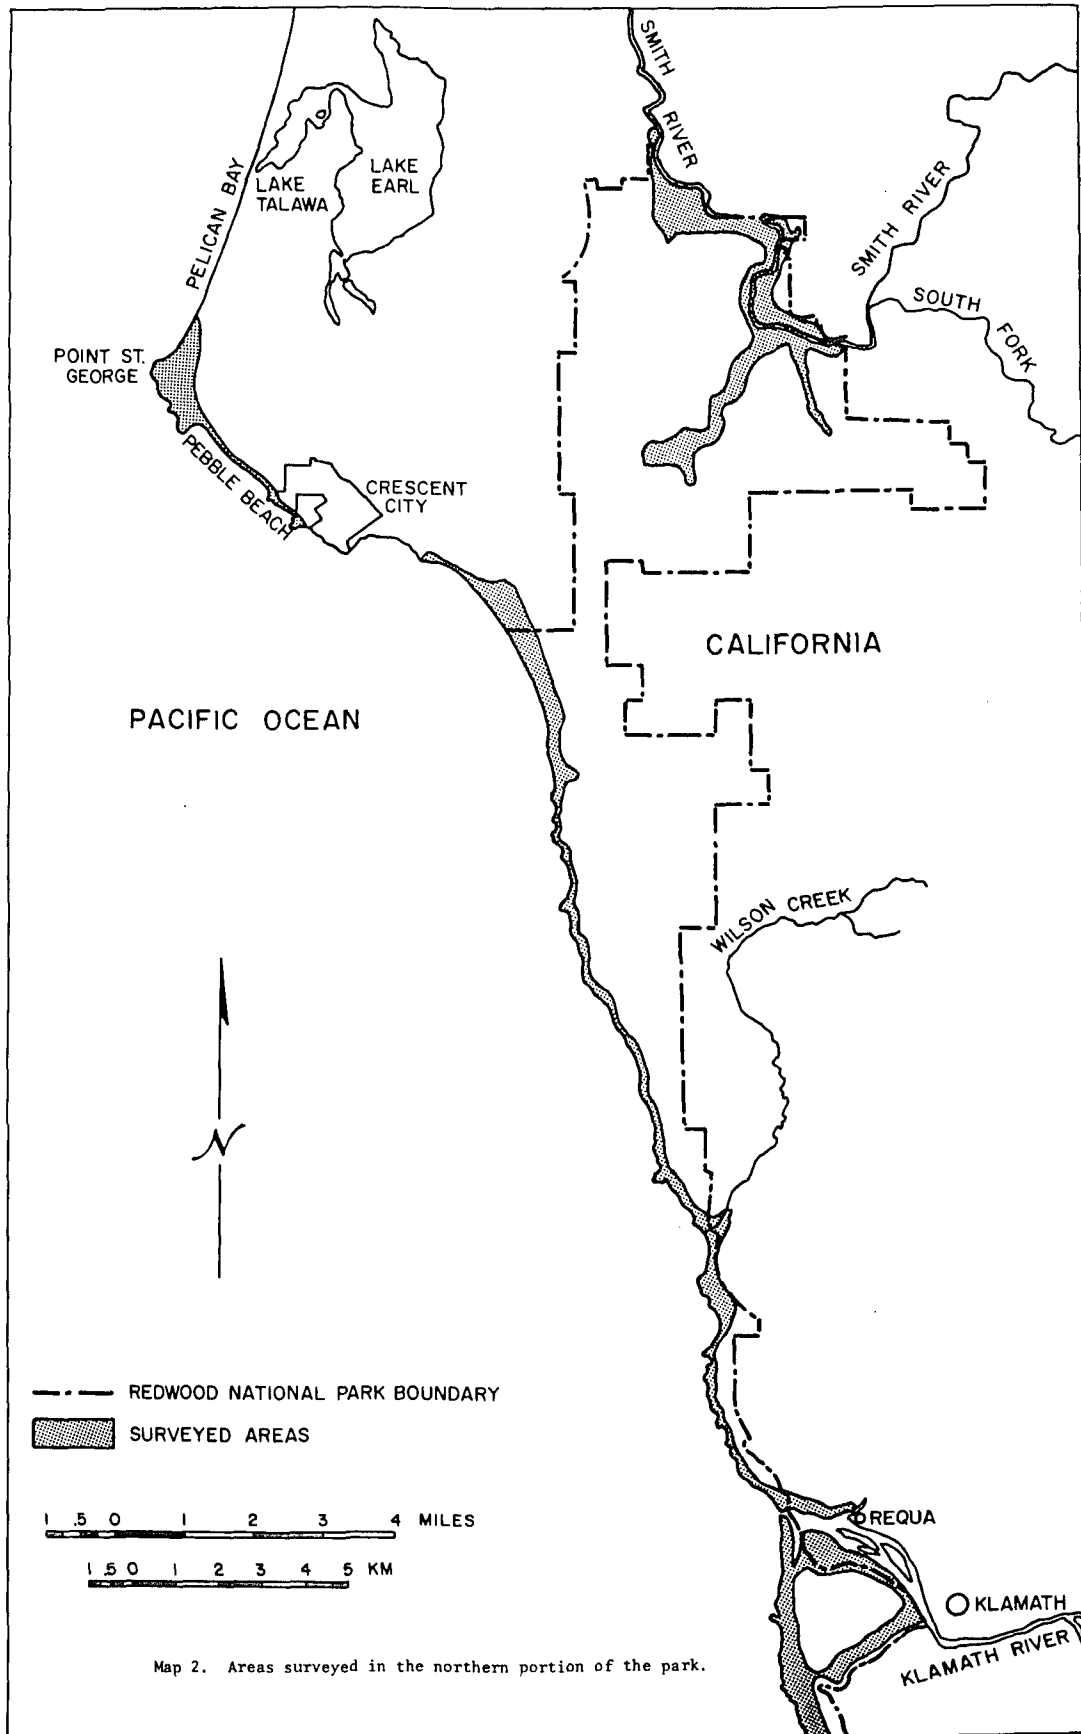 SMITH RIVER
PELICAN BAY
LAKE
TALAWA
LAKE
EARL
SMITH RIVER
SOUTH FORK
POINT ST.
GEORGE
PEBBLE BEACH
CRESCENT
CITY
CALIFORNIA
PACIFIC OCEAN
WILSON CREEK
N
REDWOOD NATIONAL PARK BOUNDARY
SURVEYED AREAS
1 .5 0 1 2 3 4 MILES
1 .5 0 1 2 3 4 5 KM
REQUA
KLAMATH
KLAMATH RIVER
Map 2. Areas surveyed in the northern portion of the park.